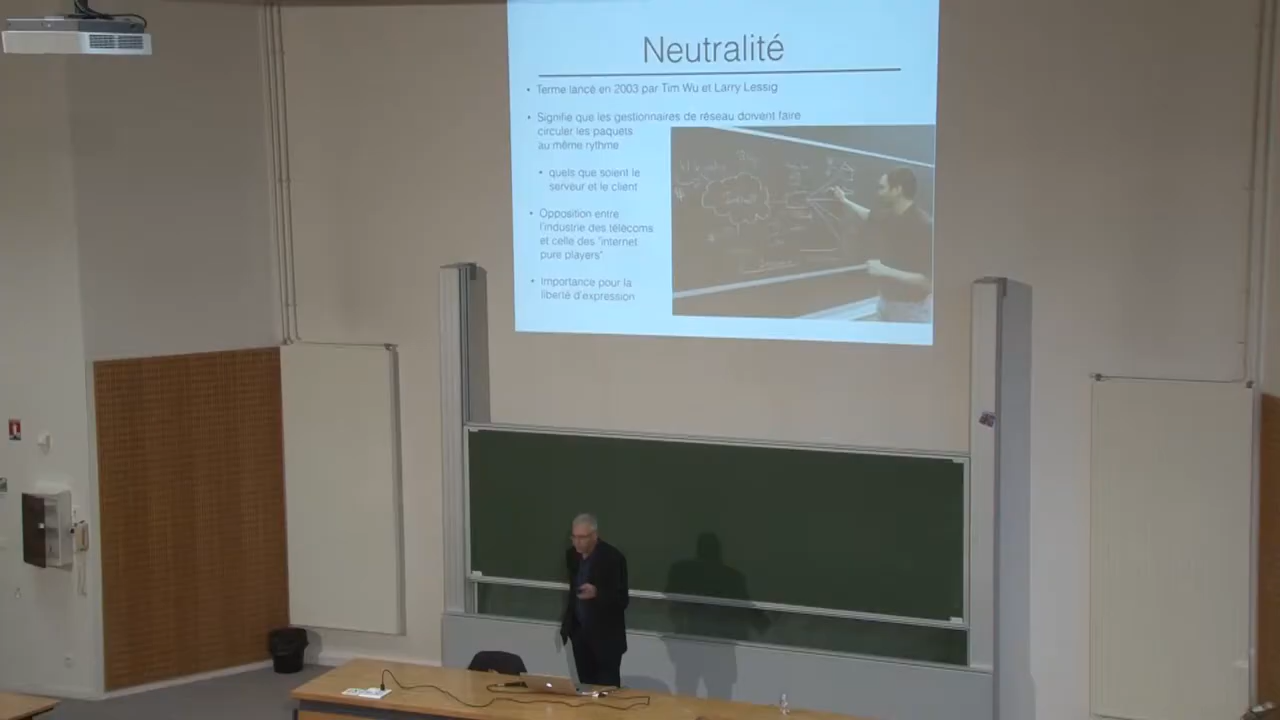 Neutralité
• Terme lancé en 2003 par Tim Wu et Larry Lessig
• Signifie que les gestionnaires de réseau doivent faire
circuler les paquets
au même rythme
• quels que soient le
serveur et le client
• Opposition entre
l'industrie des télécoms
et celle des "internet
pure players"
• Importance pour la
liberté d'expression